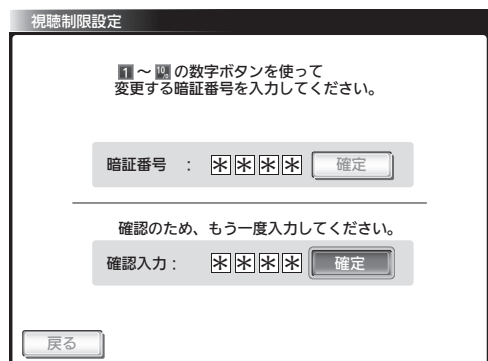 視聴制限設定
1 〜 10 の数字ボタンを使って
変更する暗証番号を入力してください。
暗証番号 : ＊＊＊＊ 確定
確認のため、もう一度入力してください。
確認入力 : ＊＊＊＊ 確定
戻る